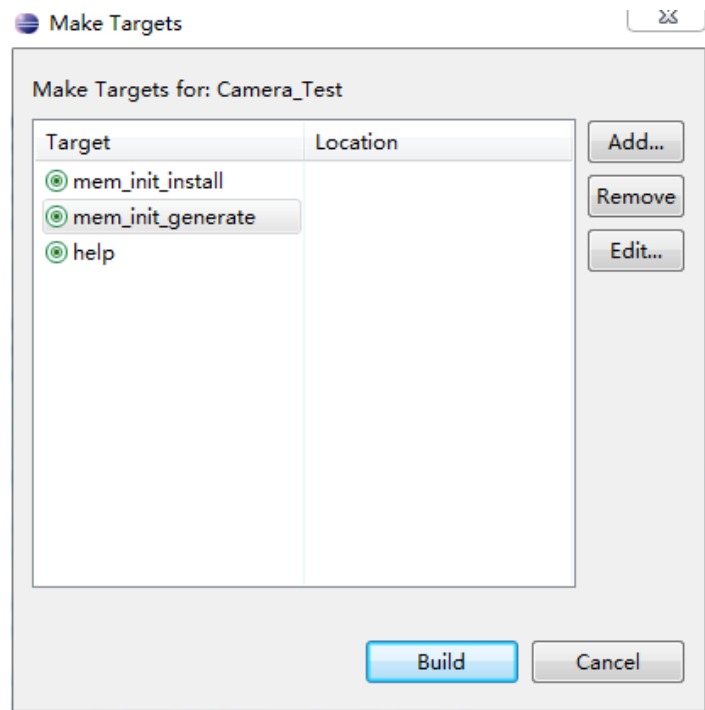 Make Targets
Make Targets for: Camera_Test
Target Location
Add...
mem_init_install
Remove
mem_init_generate
Edit...
help
Build Cancel